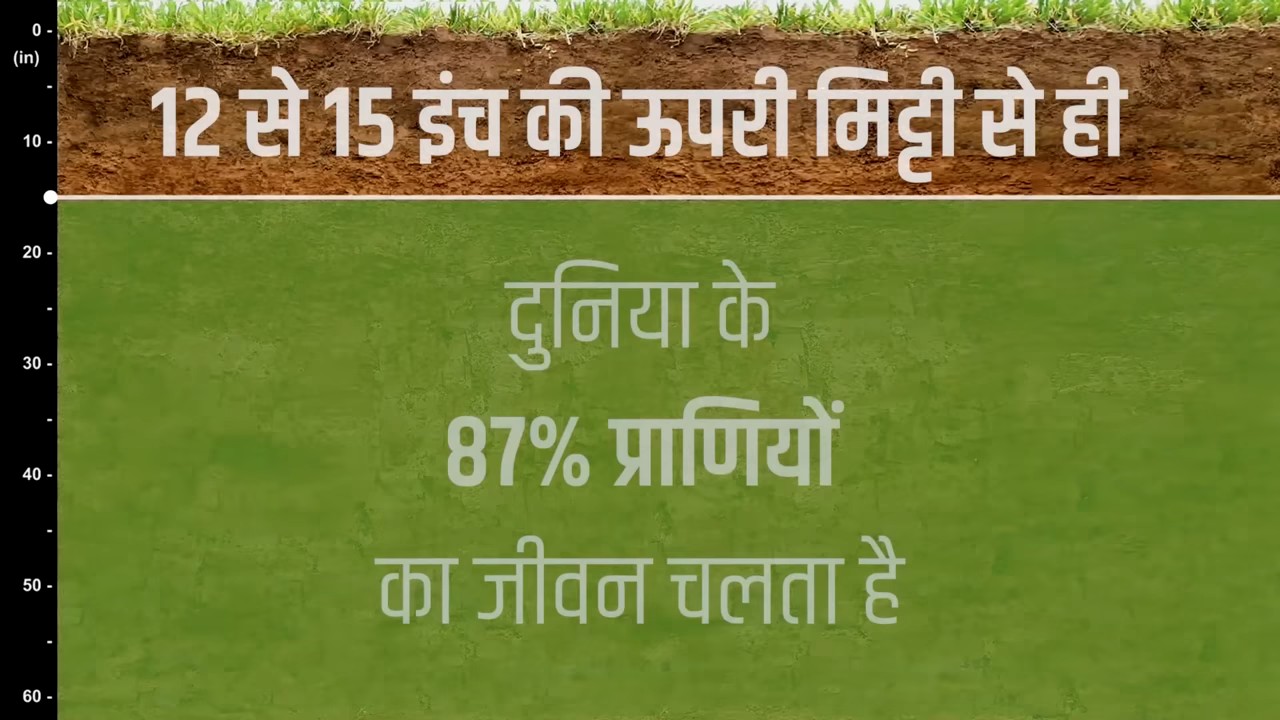 0 -
(in)
-
12 से 15 इंच की ऊपरी मिट्टी से ही
10 -
20 -
दुनिया के
-
30 -
-
87% प्राणियों
40 -
-
का जीवन चलता है
50 -
-
60 -